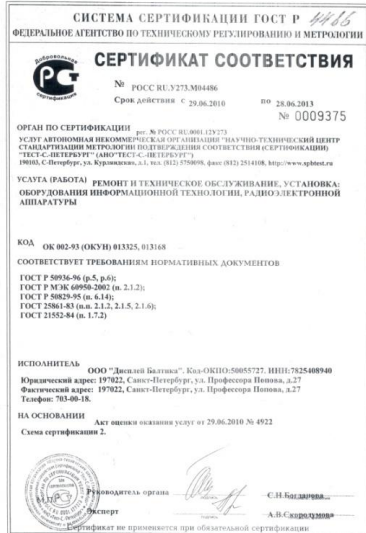 СИСТЕМА СЕРТИФИКАЦИИ ГОСТ Р 4486
ФЕДЕРАЛЬНОЕ АГЕНТСТВО ПО ТЕХНИЧЕСКОМУ РЕГУЛИРОВАНИЮ И МЕТРОЛОГИИ
Добровольная
СЕРТИФИКАТ СООТВЕТСТВИЯ
№ РОСС RU.У273.М04486
Срок действия с 29.06.2010 по 28.06.2013
№ 0009375
ОРГАН ПО СЕРТИФИКАЦИИ рег. № РОСС RU.0001.12У273
УСЛУГ АВТОНОМНАЯ НЕКОММЕРЧЕСКАЯ ОРГАНИЗАЦИЯ "НАУЧНО-ТЕХНИЧЕСКИЙ ЦЕНТР
СТАНДАРТИЗАЦИИ МЕТРОЛОГИИ ПОДТВЕРЖДЕНИЯ СООТВЕТСТВИЯ (СЕРТИФИКАЦИИ)
"ТЕСТ-С.-ПЕТЕРБУРГ" (АНО"ТЕСТ-С.-ПЕТЕРБУРГ")
190103, С-Петербург, ул. Курляндская, д.1, тел. (812) 5750098, факс (812) 2514108, http://www.spbtest.ru
УСЛУГА (РАБОТА) РЕМОНТ И ТЕХНИЧЕСКОЕ ОБСЛУЖИВАНИЕ, УСТАНОВКА:
ОБОРУДОВАНИЯ ИНФОРМАЦИОННОЙ ТЕХНОЛОГИИ, РАДИОЭЛЕКТРОННОЙ
АППАРАТУРЫ
КОД ОК 002-93 (ОКУН) 013325, 013168
СООТВЕТСТВУЕТ ТРЕБОВАНИЯМ НОРМАТИВНЫХ ДОКУМЕНТОВ
ГОСТ Р 50936-96 (р.5, р.6);
ГОСТ Р МЭК 60950-2002 (п. 2.1.2);
ГОСТ Р 50829-95 (п. 6.14);
ГОСТ 25861-83 (п.п. 2.1.2, 2.1.5, 2.1.6);
ГОСТ 21552-84 (п. 1.7.2)
ИСПОЛНИТЕЛЬ
ООО "Дисплей Балтика". Код-ОКПО:50055727. ИНН:7825408940
Юридический адрес: 197022, Санкт-Петербург, ул. Профессора Попова, д.27
Фактический адрес: 197022, Санкт-Петербург, ул. Профессора Попова, д.27
Телефон: 703-00-18.
НА ОСНОВАНИИ
Акт оценки оказания услуг от 29.06.2010 № 4922
Схема сертификации 2.
М.П.
Руководитель органа С.Н.Богданова
Эксперт А.В.Скородумова
Сертификат не применяется при обязательной сертификации